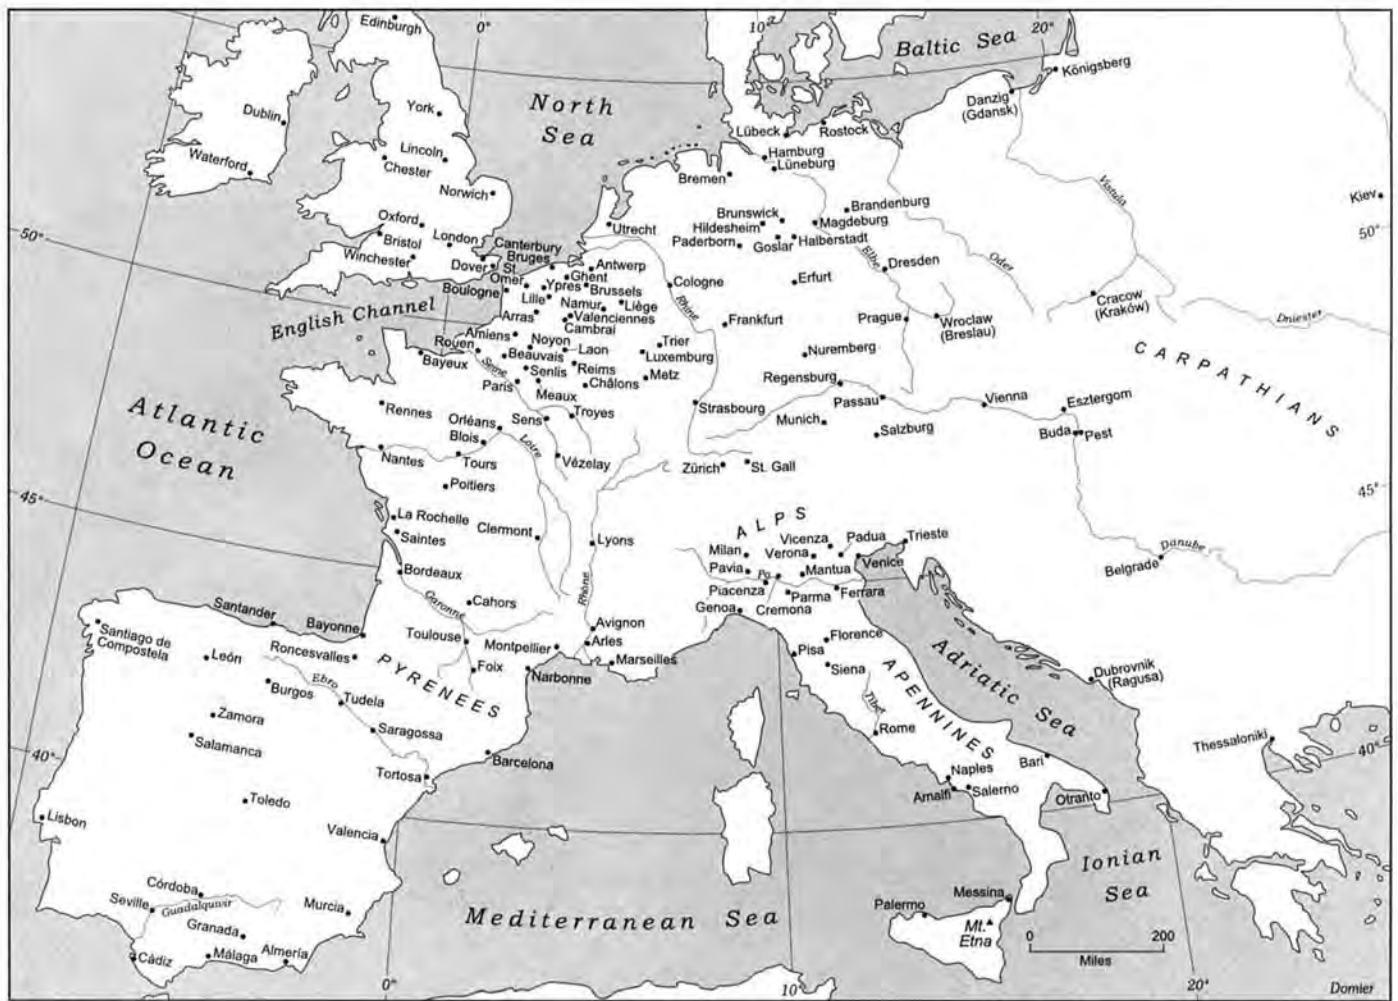 0°
10°
20°
Edinburgh
Baltic Sea
Königsberg
North
Sea
Danzig
(Gdansk)
Dublin
York
Lübeck
Rostock
Hamburg
Lüneburg
Waterford
Lincoln
Chester
Bremen
Vistula
Norwich
Kiev
Brandenburg
Brunswick
Magdeburg
Hildesheim
Oxford
Utrecht
50°
50°
Bristol
London
Canterbury
Paderborn
Goslar
Halberstadt
Winchester
Dover
Bruges
St.
Omer
Antwerp
Ghent
Elbe
Dresden
Oder
Boulogne
Ypres
Brussels
Cologne
Erfurt
English Channel
Lille
Namur
Liège
Rhine
Cracow
(Kraków)
Arras
Valenciennes
Cambrai
Frankfurt
Prague
Wroclaw
(Breslau)
Dniester
Amiens
Noyon
Rouen
Beauvais
Laon
Trier
Luxemburg
Nuremberg
CARPATHIANS
Bayeux
Seine
Senlis
Reims
Paris
Châlons
Metz
Regensburg
Meaux
Atlantic
Ocean
Rennes
Orléans
Sens
Troyes
Strasbourg
Passau
Vienna
Esztergom
Blois
Loire
Munich
Salzburg
Buda
Pest
Nantes
Tours
Vézelay
Zürich
St. Gall
Poitiers
45°
45°
La Rochelle
Saintes
Clermont
Lyons
ALPS
Milan
Vicenza
Padua
Trieste
Verona
Danube
Bordeaux
Pavia
Po
Mantua
Venice
Belgrade
Piacenza
Parma
Ferrara
Garonne
Cahors
Rhône
Genoa
Cremona
Santander
Bayonne
Avignon
Santiago de
Compostela
Toulouse
Montpellier
Arles
Florence
Roncesvalles
León
Marseilles
Pisa
Adriatic Sea
PYRENEES
Foix
Narbonne
Siena
APENNINES
Dubrovnik
(Ragusa)
Ebro
Burgos
Tudela
Tiber
Zamora
Saragossa
Rome
Salamanca
40°
40°
Thessaloniki
Barcelona
Bari
Tortosa
Naples
Toledo
Amalfi
Salerno
Otranto
Lisbon
Valencia
Ionian
Sea
Córdoba
Messina
Seville
Guadalquivir
Murcia
Mediterranean Sea
Palermo
Granada
Mt.
Etna
0
200
Miles
Cádiz
Málaga
Almería
0°
10°
20°
Domier